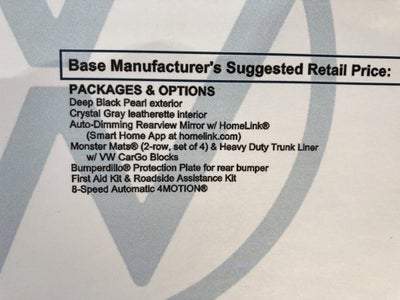 Base Manufacturer's Suggested Retail Price:
PACKAGES & OPTIONS
Deep Black Pearl exterior
Crystal Gray leatherette interior
Auto-Dimming Rearview Mirror w/ HomeLink®
(Smart Home App at homelink.com)
Monster Mats® (2-row, set of 4) & Heavy Duty Trunk Liner
w/ VW CarGo Blocks
Bumperdillo® Protection Plate for rear bumper
First Aid Kit & Roadside Assistance Kit
8-Speed Automatic 4MOTION®